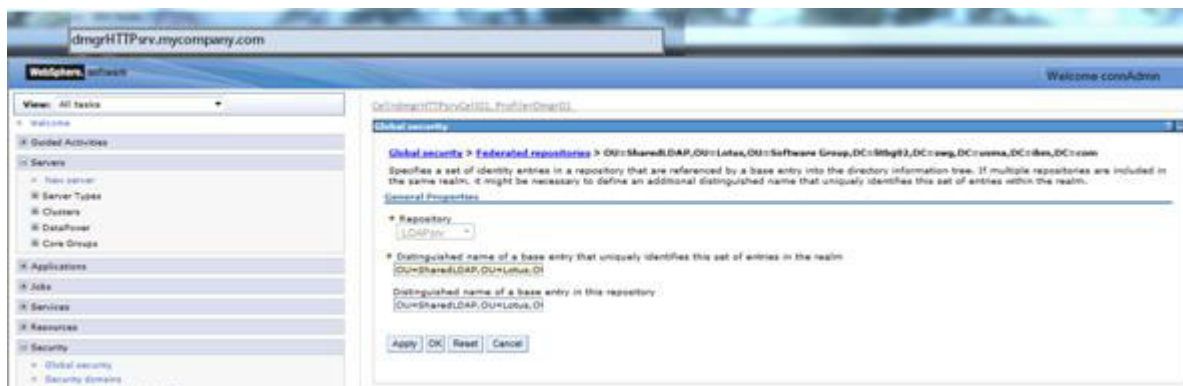 dmgrHTTPsrv.mycompany.com
WebSphere. software
Welcome connAdmn
View: All tasks
Welcome
Guided Activities
Servers
New server
Server Types
Clusters
DataPower
Core Groups
Applications
Jobs
Services
Resources
Security
Global security
Security domains
Global security
Global security > Federated repositories > OU=SharedLDAP,OU=Lotus,OU=Software Group,DC=
Specifies a set of identity entries in a repository that are referenced by a base entry into the directory information tree. If multiple repositories are included in
the same realm, it might be necessary to define an additional distinguished name that uniquely identifies this set of entries within the realm.
General Properties
* Repository
LDAPsrv
* Distinguished name of a base entry that uniquely identifies this set of entries in the realm
OU=SharedLDAP,OU=Lotus,O
Distinguished name of a base entry in this repository
OU=SharedLDAP,OU=Lotus,O
Apply OK Reset Cancel